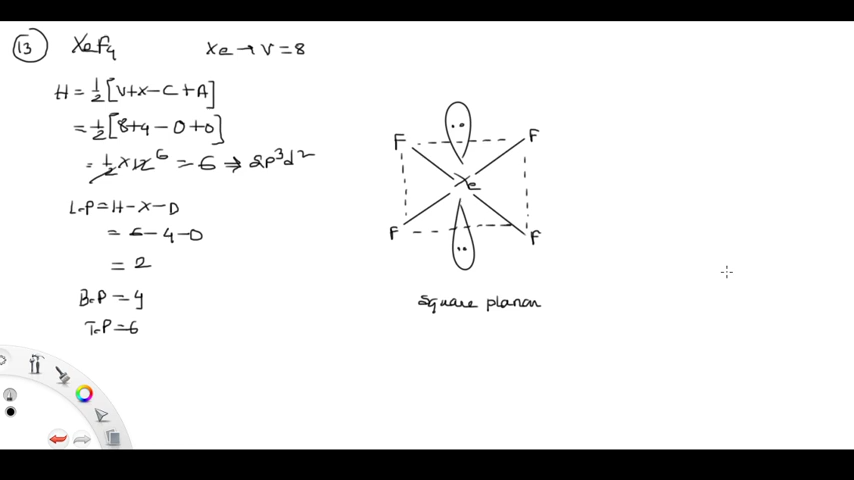 13 XeF4 Xe → V = 8
H = 1/2 [V+X-C+A]
= 1/2 [8+4-0+0]
= 1/2 x 12 6 = 6 ⇒ sp³d²
L.P = H-X-D
= 6-4-0
= 2
B.P = 4
T.P = 6
F F
Xe
F F
Square planar